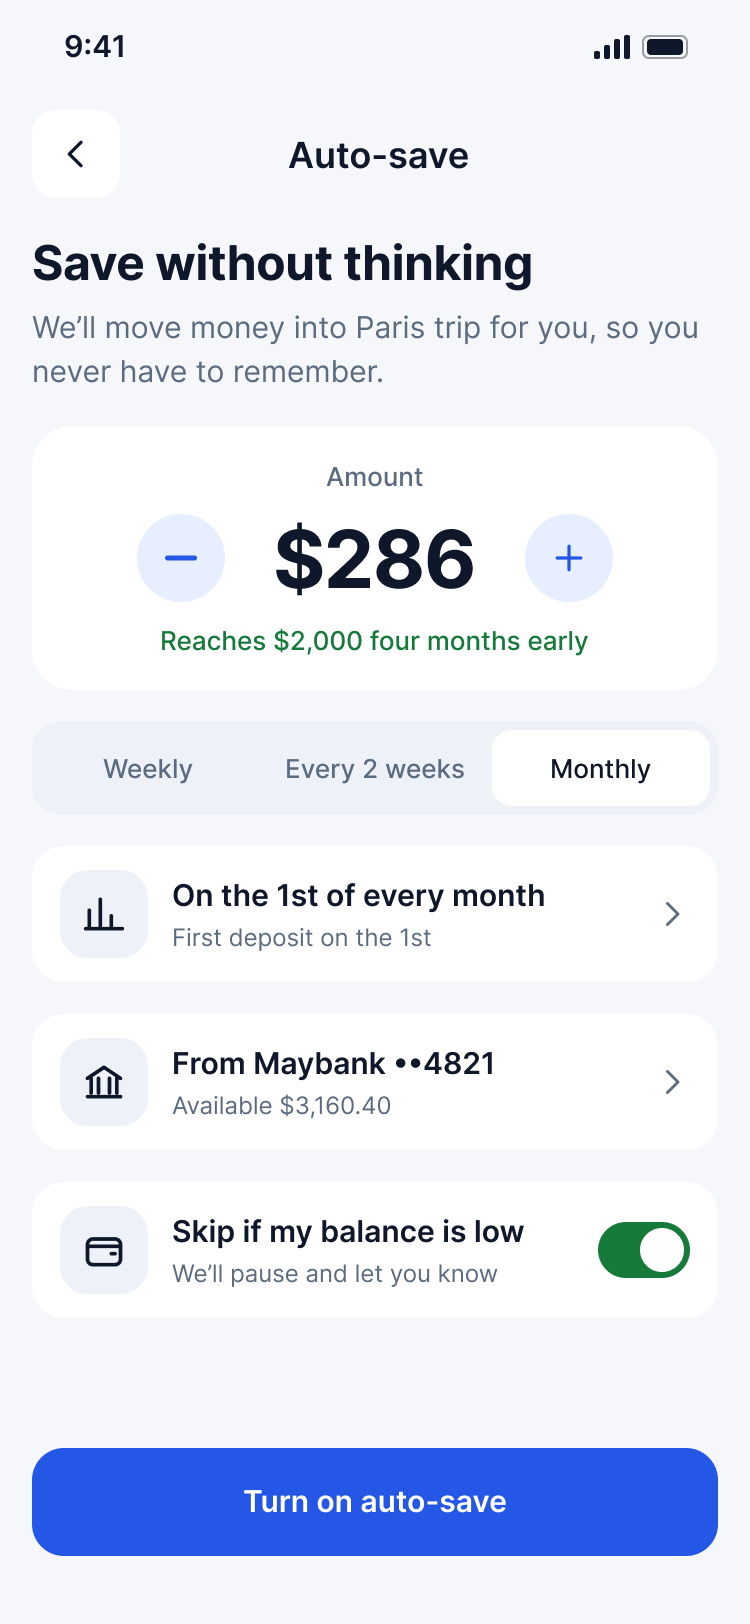 9:41
Auto-save
Save without thinking
We’ll move money into Paris trip for you, so you
never have to remember.
Amount
$286
Reaches $2,000 four months early
Weekly
Every 2 weeks
Monthly
On the 1st of every month
First deposit on the 1st
From Maybank ••4821
Available $3,160.40
Skip if my balance is low
We’ll pause and let you know
Turn on auto-save